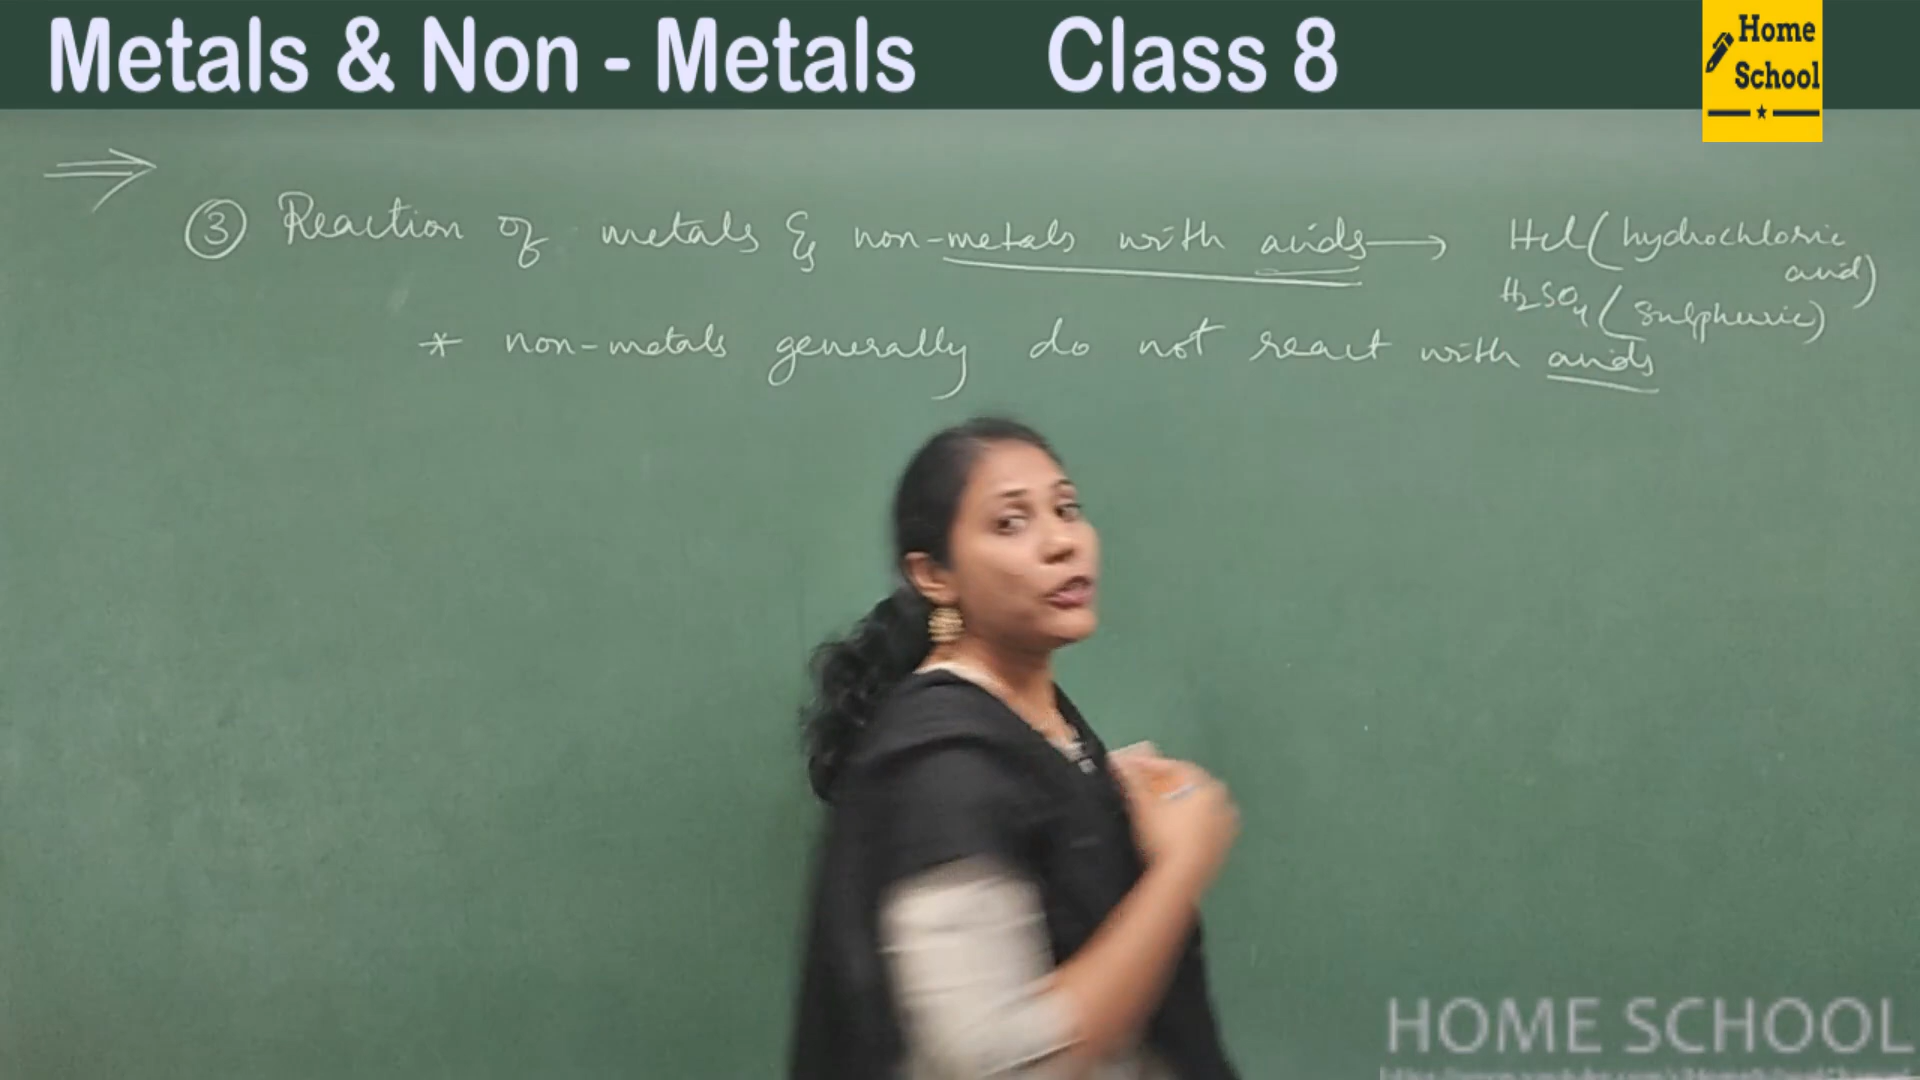 Metals & Non - Metals Class 8
Home
School
③ Reaction of metals & non-metals with acids → Hcl (hydrochloric
acid)
H₂SO₄ (Sulphuric)
* non-metals generally do not react with acids
HOME SCHOOL